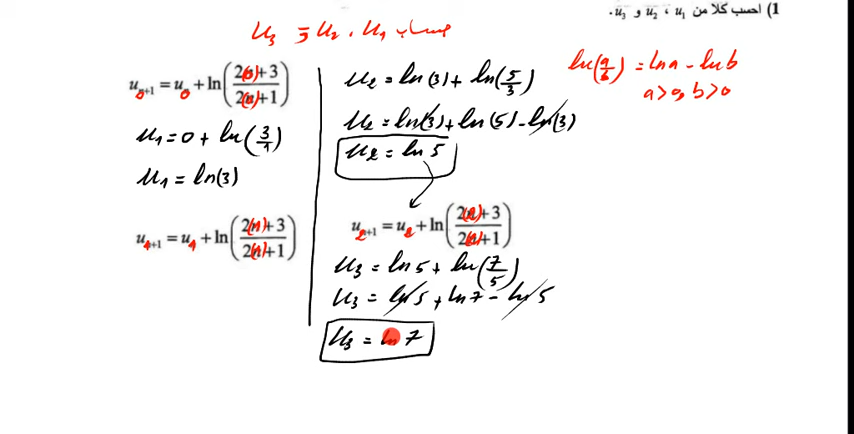 1) احسب كلا من u₁ ، u₂ و u₃.
حساب u₁ ، u₂ و u₃
ln(a/b) = ln a - ln b
a>0, b>0
u₀₊₁ = u₀ + ln((2(0)+3)/(2(0)+1))
u₁ = 0 + ln(3/1)
u₁ = ln(3)
u₁₊₁ = u₁ + ln((2(1)+3)/(2(1)+1))
u₂ = ln(3) + ln(5/3)
u₂ = ln(3) + ln(5) - ln(3)
u₂ = ln 5
u₂₊₁ = u₂ + ln((2(2)+3)/(2(2)+1))
u₃ = ln 5 + ln(7/5)
u₃ = ln 5 + ln 7 - ln 5
u₃ = ln 7